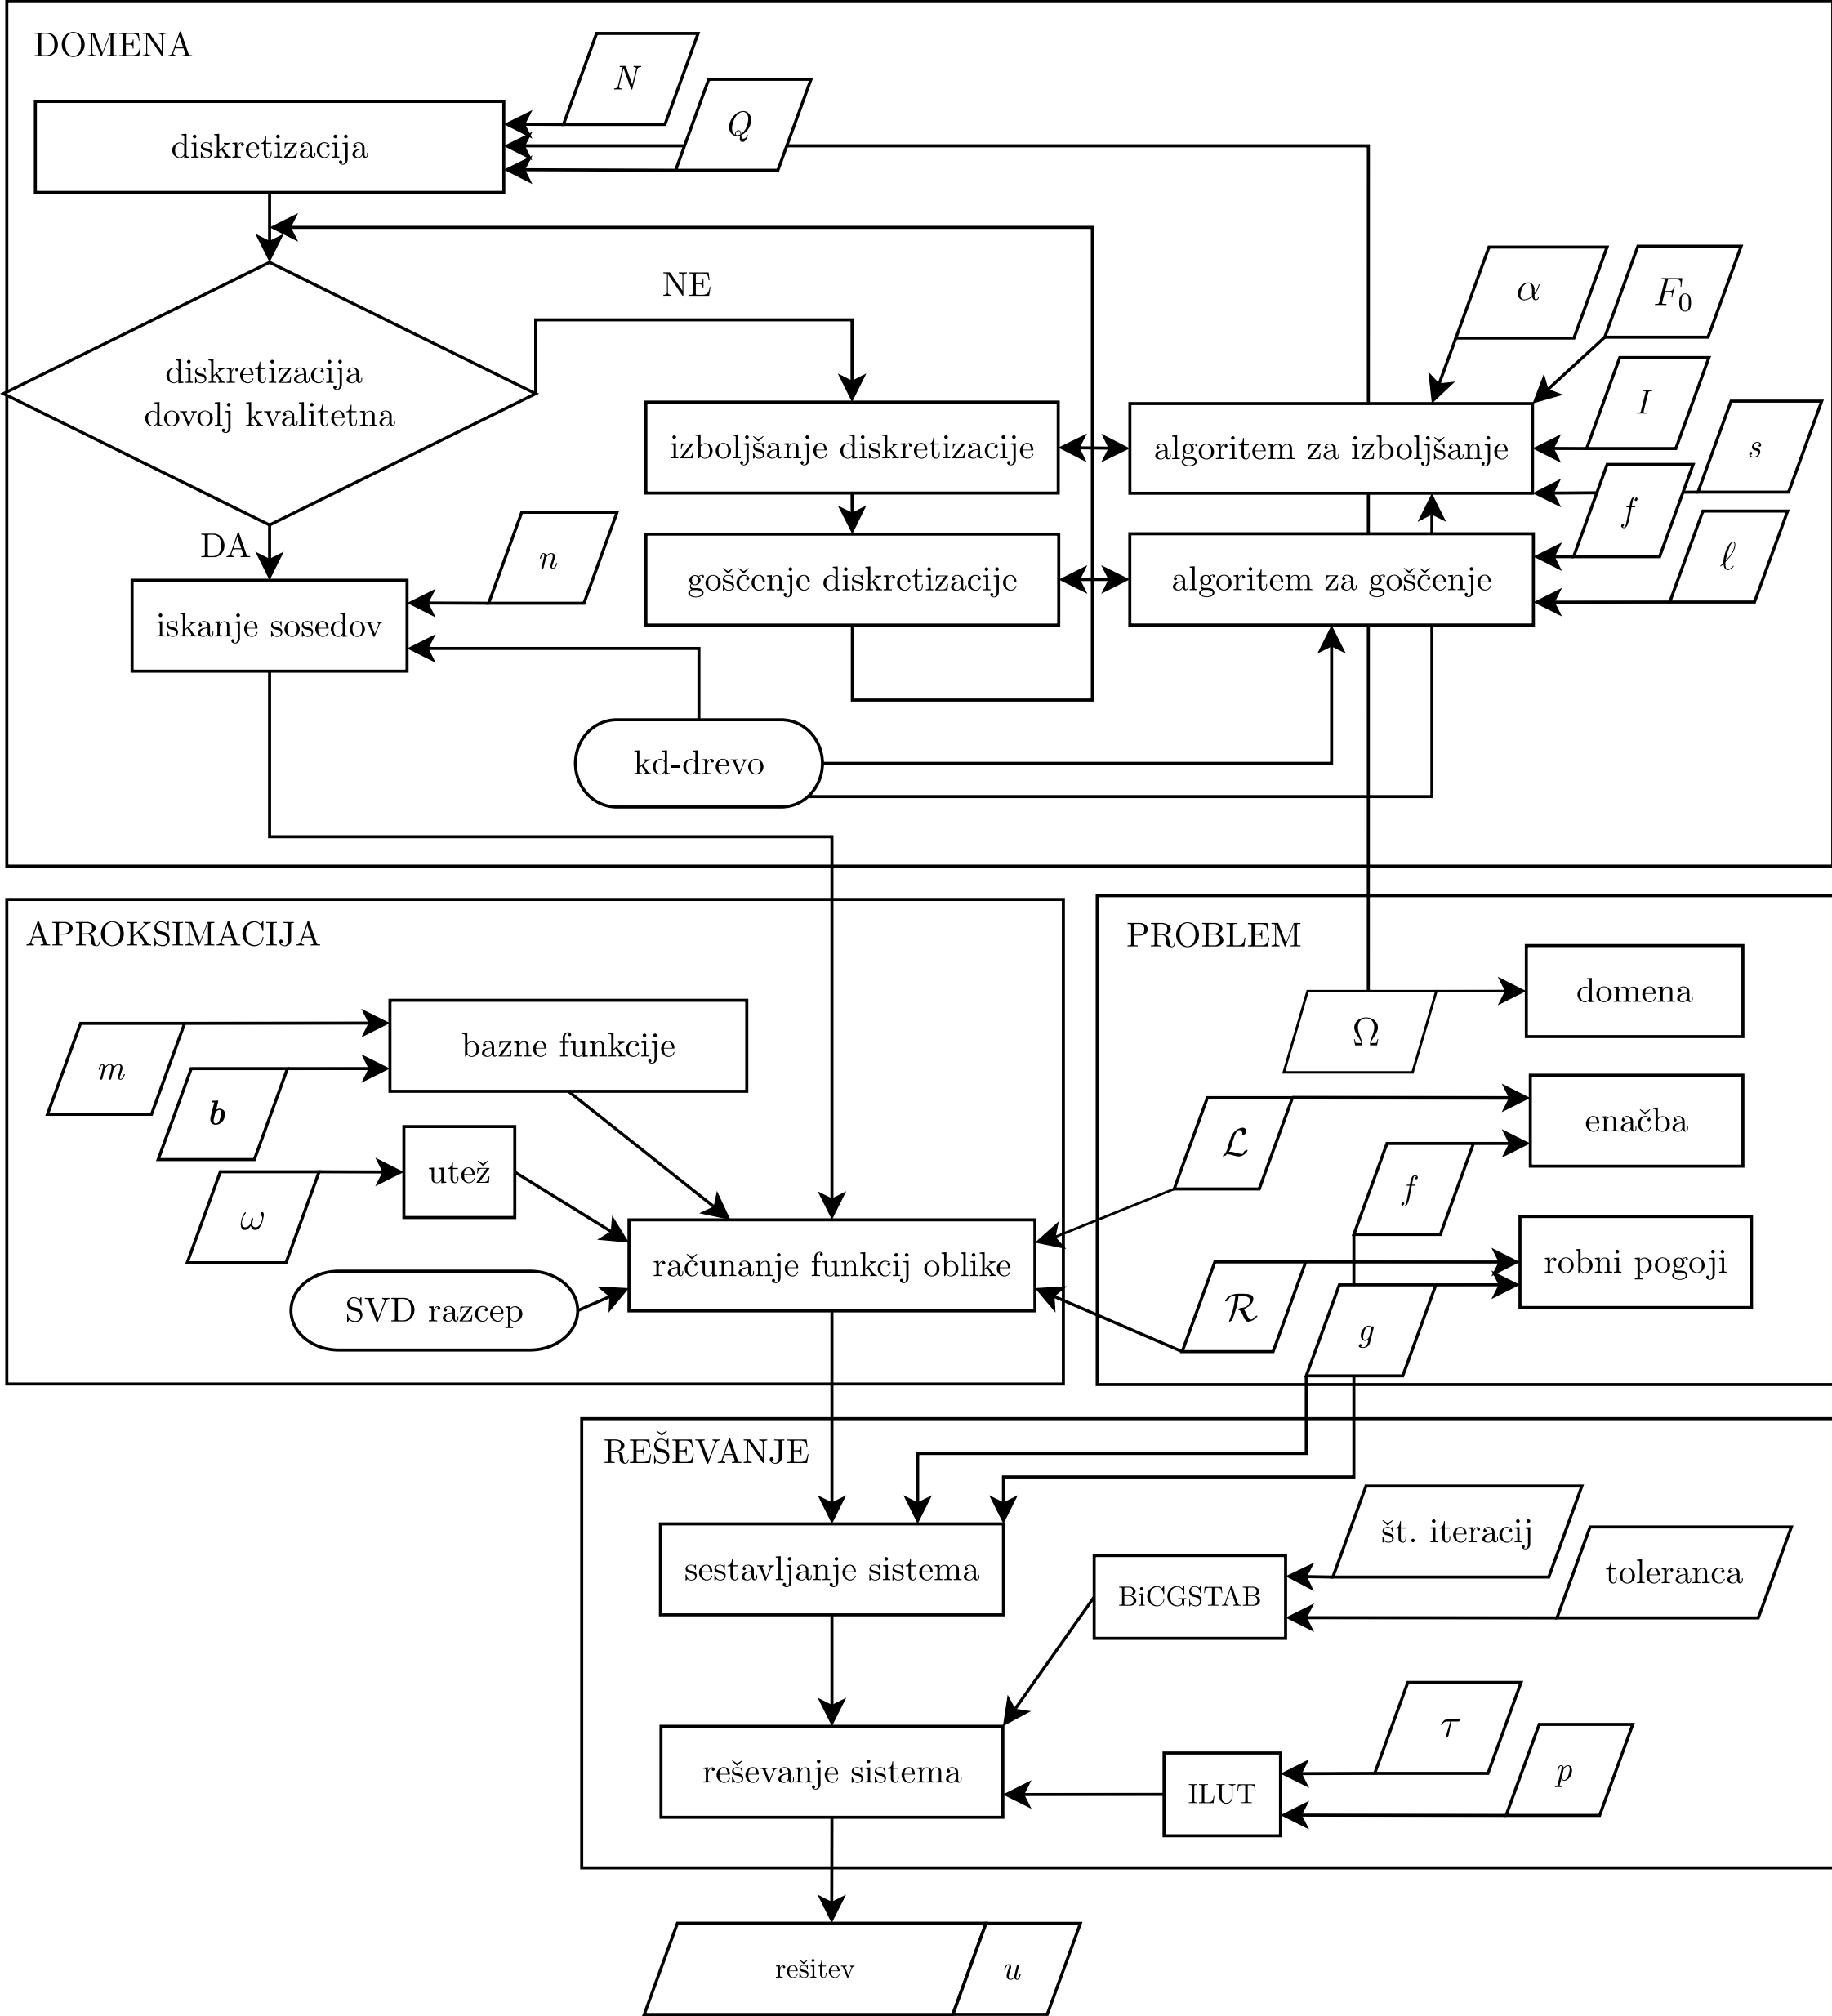 DOMENA
N
Q
diskretizacija
NE
α
F₀
diskretizacija
dovolj kvalitetna
I
izboljšanje diskretizacije
algoritem za izboljšanje
s
f
DA
n
goščenje diskretizacije
algoritem za goščenje
ℓ
iskanje sosedov
kd-drevo
APROKSIMACIJA
m
bazne funkcije
b
utež
ω
SVD razcep
računanje funkcij oblike
PROBLEM
domena
Ω
enačba
ℒ
f
robni pogoji
ℛ
g
REŠEVANJE
št. iteracij
sestavljanje sistema
BiCGSTAB
toleranca
τ
reševanje sistema
ILUT
p
rešitev
u